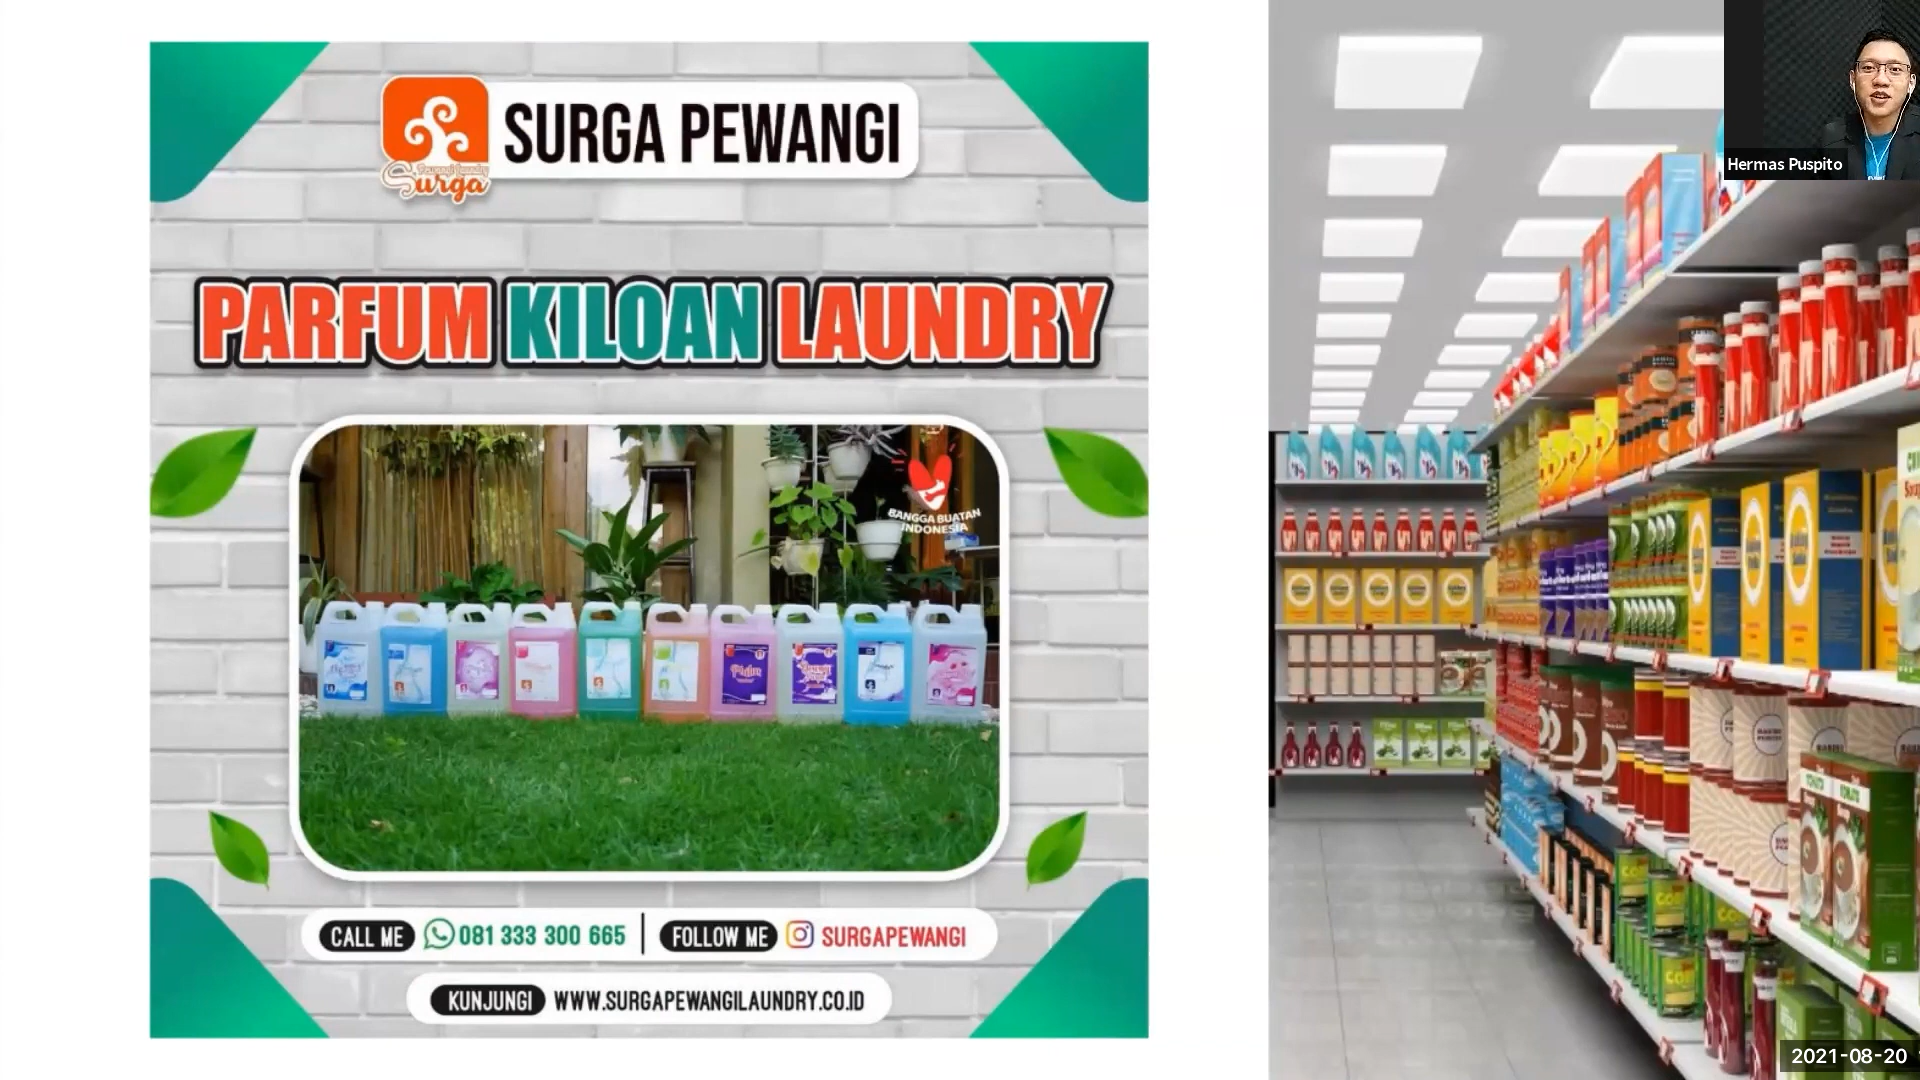 SURGA PEWANGI
Pewangi Laundry
Surga
PARFUM KILOAN LAUNDRY
BANGGA BUATAN
INDONESIA
CALL ME 081 333 300 665 FOLLOW ME SURGAPEWANGI
KUNJUNGI WWW.SURGAPEWANGILAUNDRY.CO.ID
Hermas Puspito
2021-08-20